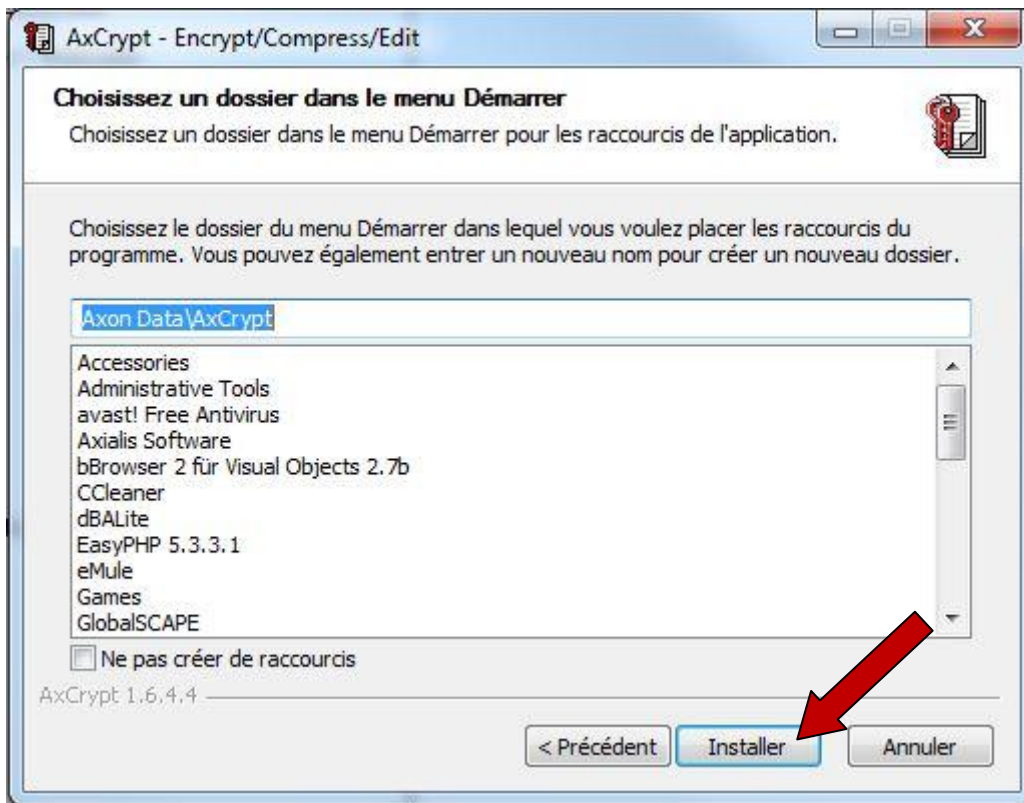 AxCrypt - Encrypt/Compress/Edit
Choisissez un dossier dans le menu Démarrer
Choisissez un dossier dans le menu Démarrer pour les raccourcis de l'application.
Choisissez le dossier du menu Démarrer dans lequel vous voulez placer les raccourcis du
programme. Vous pouvez également entrer un nouveau nom pour créer un nouveau dossier.
Axon Data\AxCrypt
Accessories
Administrative Tools
avast! Free Antivirus
Axialis Software
bBrowser 2 für Visual Objects 2.7b
CCleaner
dBALite
EasyPHP 5.3.3.1
eMule
Games
GlobalSCAPE
Ne pas créer de raccourcis
AxCrypt 1.6.4.4
< Précédent
Installer
Annuler